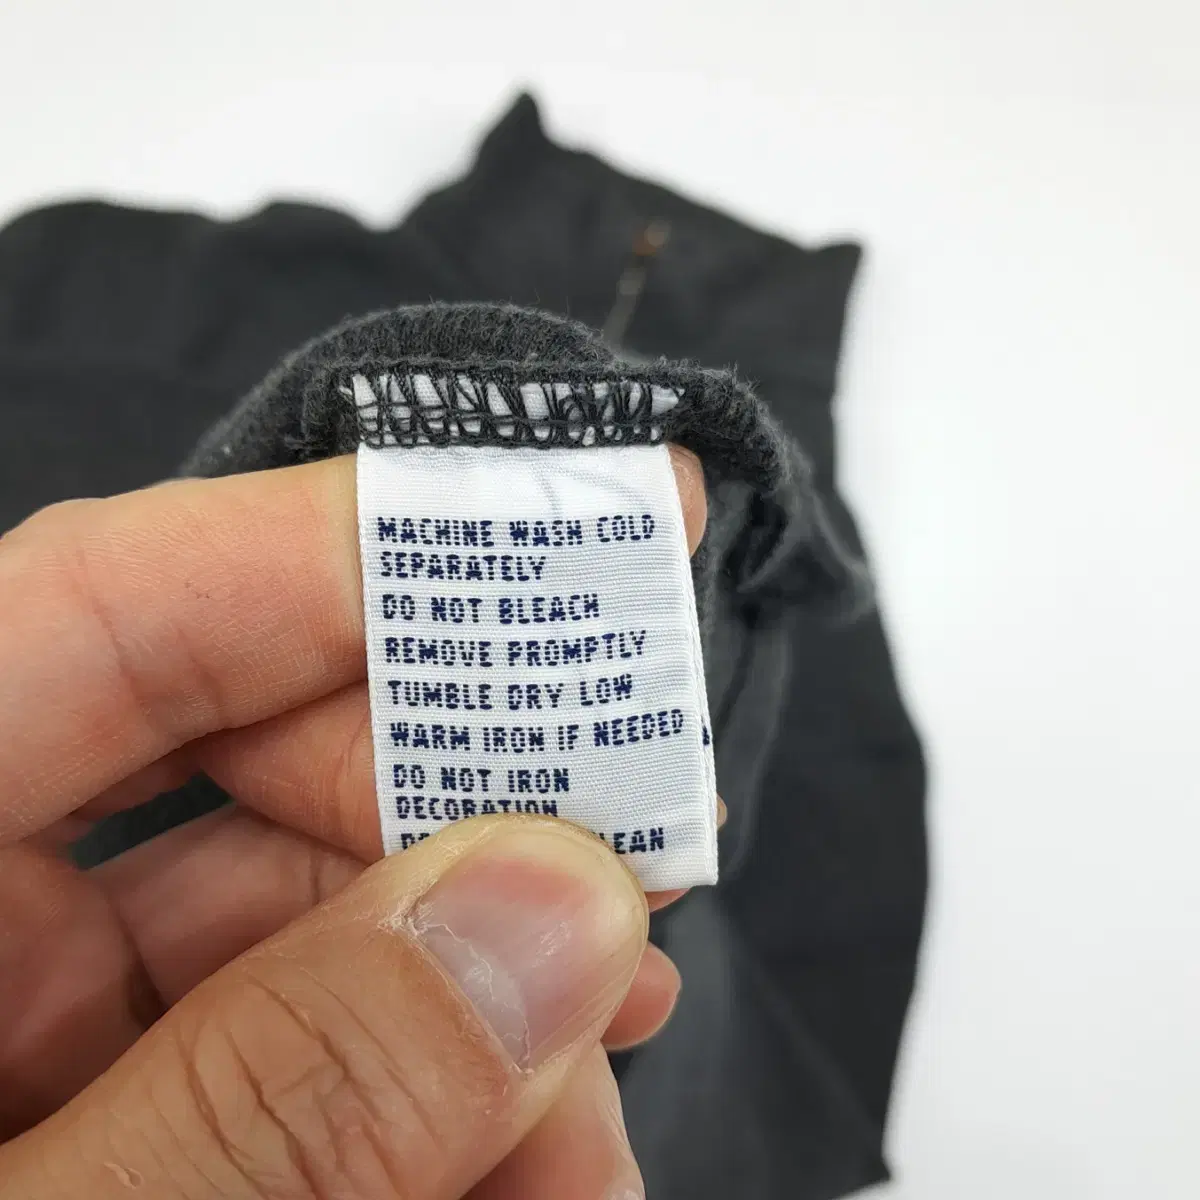 MACHINE WASH COLD
SEPARATELY
DO NOT BLEACH
REMOVE PROMPTLY
TUMBLE DRY LOW
WARM IRON IF NEEDED
DO NOT IRON
DECORATION